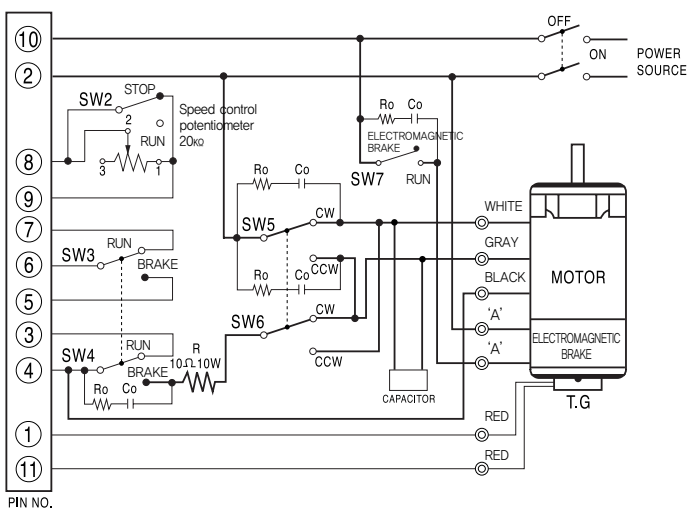 OFF
10
ON
POWER
SOURCE
2
STOP
SW2
Speed control
potentiometer
20KΩ
2
RUN
8
3
1
Ro Co
ELECTROMAGNETIC
BRAKE
SW7
RUN
9
Ro Co
7
SW5
CW
WHITE
RUN
SW3
6
BRAKE
CCW
GRAY
Ro Co
BLACK
MOTOR
5
SW6
CW
'A'
3
RUN
SW4
R
10Ω10W
CCW
'A'
ELECTROMAGNETIC
BRAKE
4
BRAKE
Ro Co
CAPACITOR
T.G
1
RED
11
RED
PIN NO.